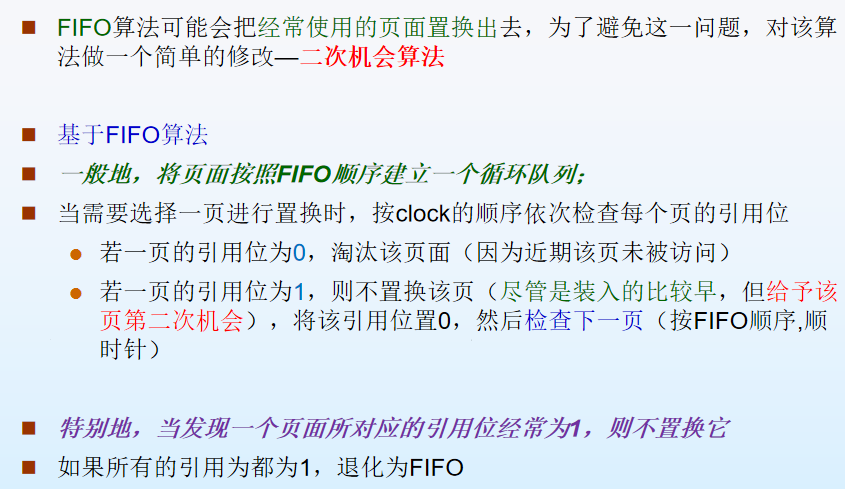 FIFO算法可能会把经常使用的页面置换出去，为了避免这一问题，对该算
法做一个简单的修改—二次机会算法
基于FIFO算法
一般地，将页面按照FIFO顺序建立一个循环队列；
当需要选择一页进行置换时，按clock的顺序依次检查每个页的引用位
若一页的引用位为0，淘汰该页面（因为近期该页未被访问）
若一页的引用位为1，则不置换该页（尽管是装入的比较早，但给予该
页第二次机会），将该引用位置0，然后检查下一页（按FIFO顺序,顺
时针）
特别地，当发现一个页面所对应的引用位经常为1，则不置换它
如果所有的引用为都为1，退化为FIFO